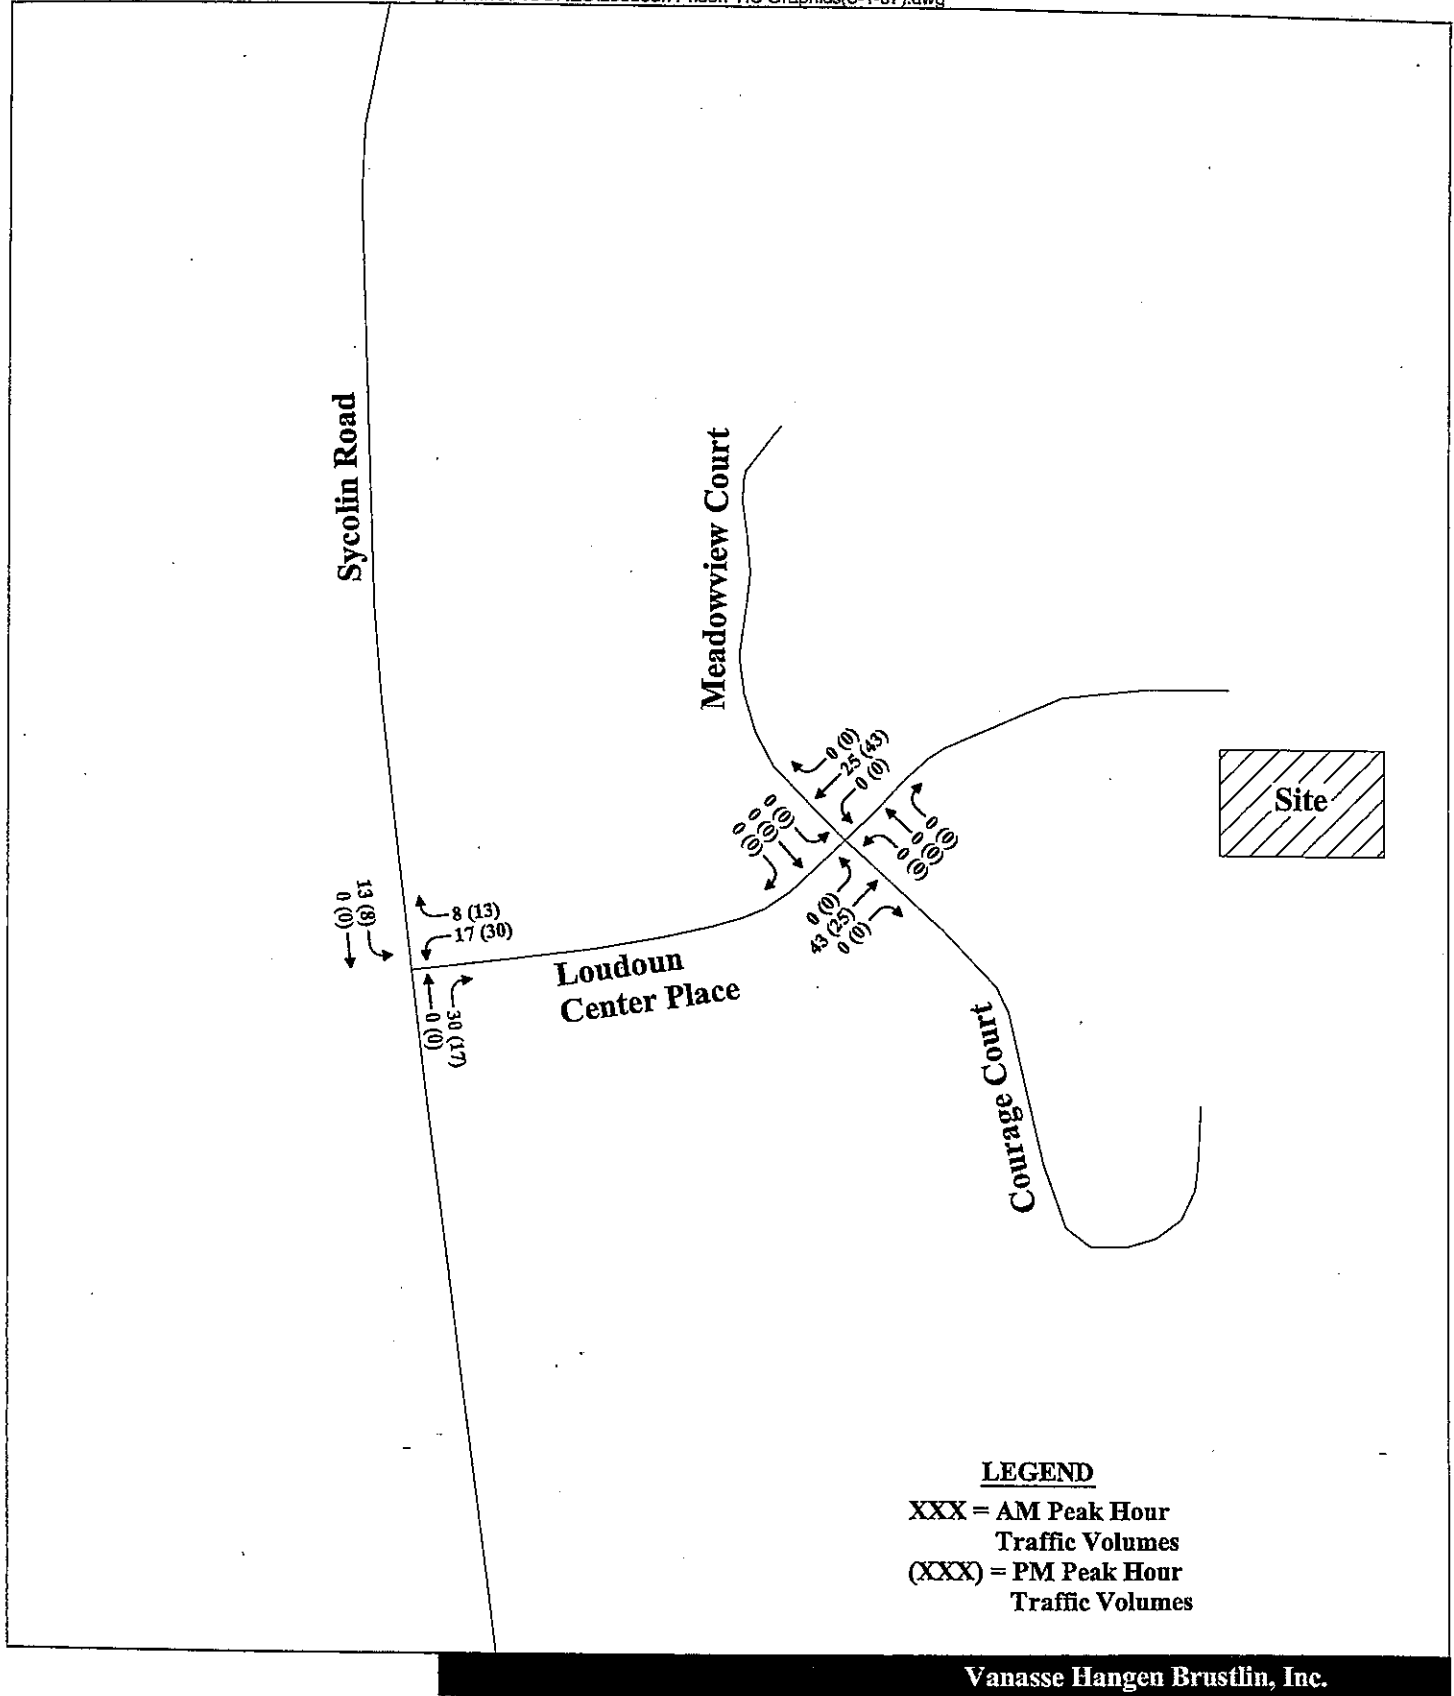 Sycolin Road
Meadowview Court
0 (0)
25 (43)
0 (0)
0 (0)
0 (0)
0 (0)
0 (0)
0 (0)
0 (0)
Site
0 (0)
43 (25)
0 (0)
13 (8)
0 (0)
8 (13)
17 (30)
Loudoun
Center Place
30 (17)
0 (0)
Courage Court
LEGEND
XXX = AM Peak Hour
Traffic Volumes
(XXX) = PM Peak Hour
Traffic Volumes
Vanasse Hangen Brustlin, Inc.